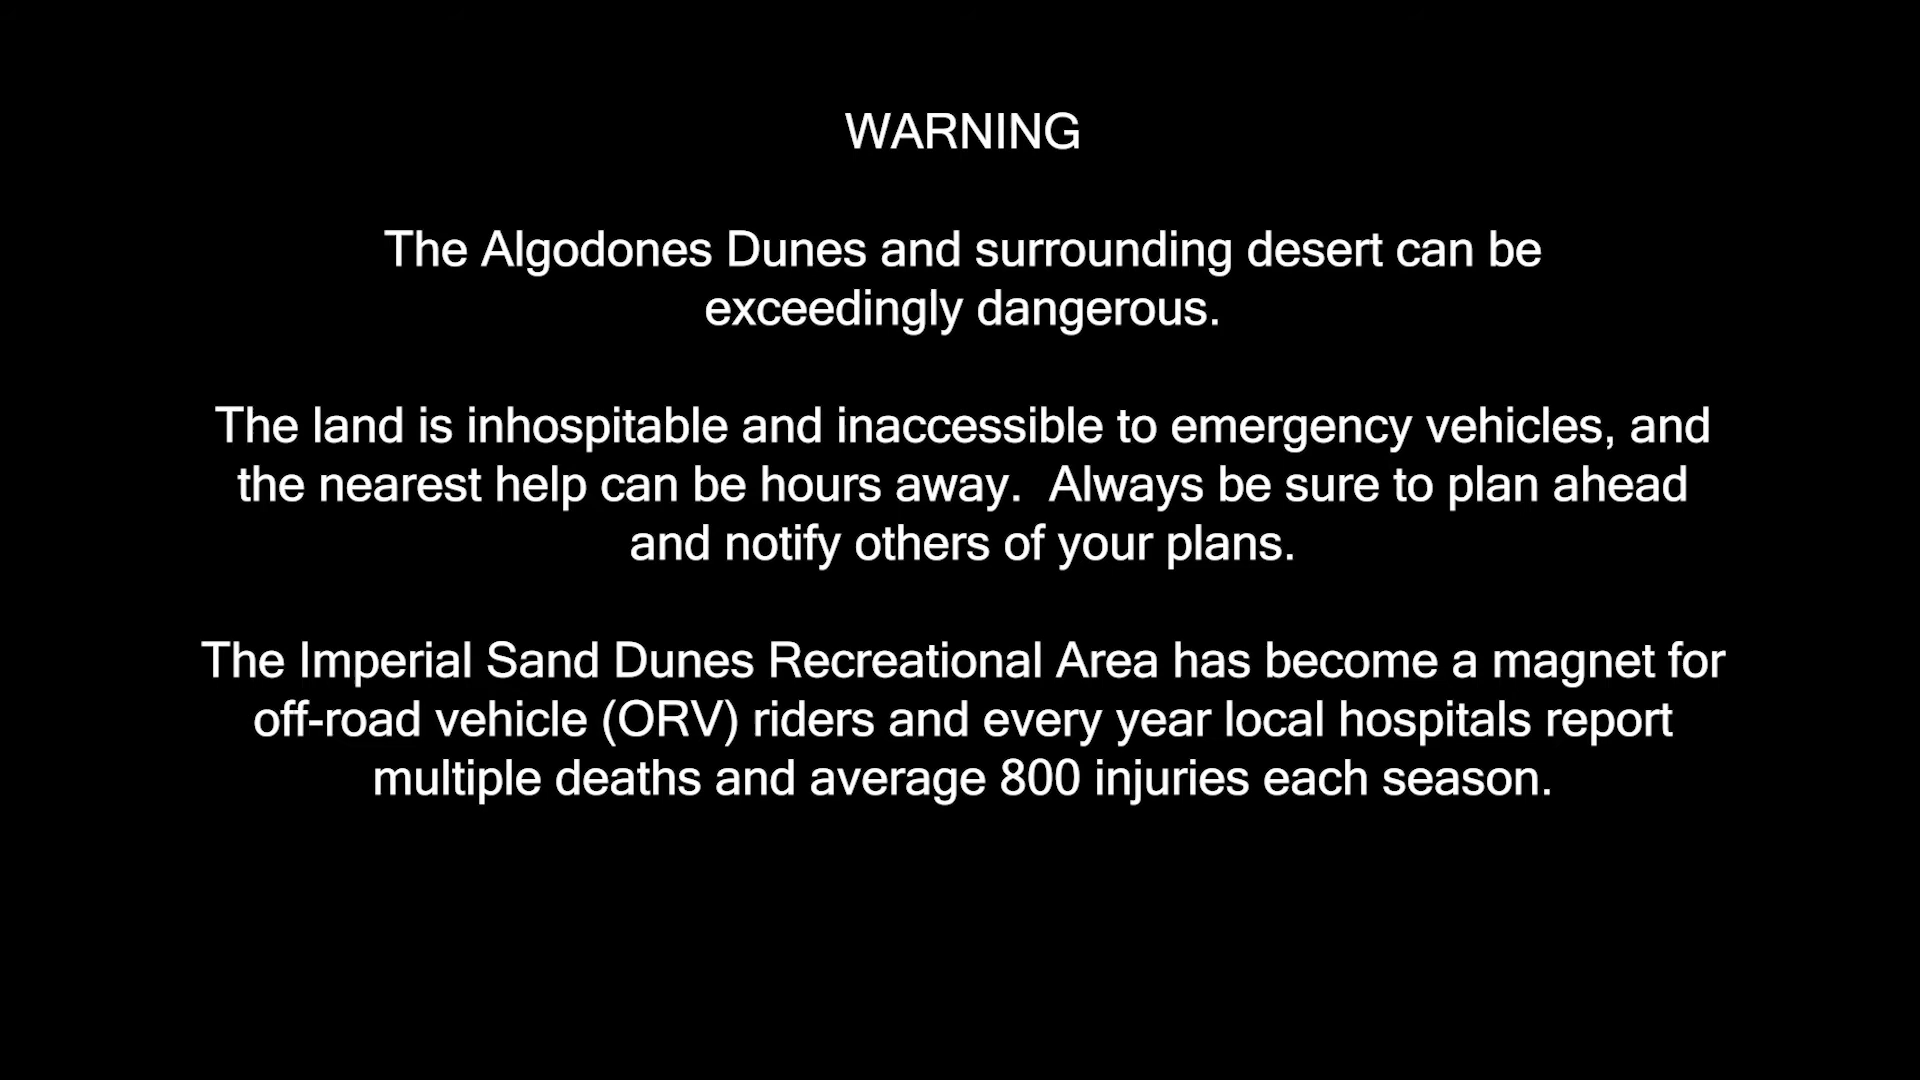 WARNING
The Algodones Dunes and surrounding desert can be
exceedingly dangerous.
The land is inhospitable and inaccessible to emergency vehicles, and
the nearest help can be hours away.  Always be sure to plan ahead
and notify others of your plans.
The Imperial Sand Dunes Recreational Area has become a magnet for
off-road vehicle (ORV) riders and every year local hospitals report
multiple deaths and average 800 injuries each season.